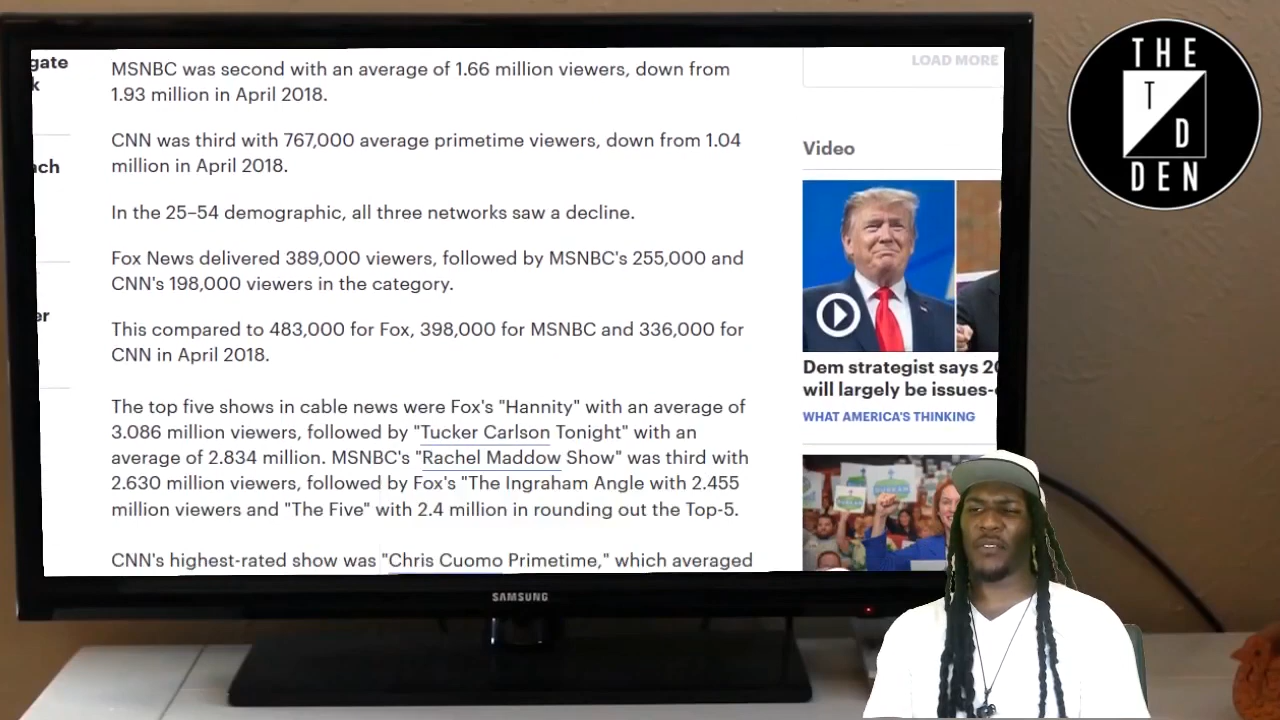 gate
k
ach
er
MSNBC was second with an average of 1.66 million viewers, down from
1.93 million in April 2018.
CNN was third with 767,000 average primetime viewers, down from 1.04
million in April 2018.
In the 25–54 demographic, all three networks saw a decline.
Fox News delivered 389,000 viewers, followed by MSNBC's 255,000 and
CNN's 198,000 viewers in the category.
This compared to 483,000 for Fox, 398,000 for MSNBC and 336,000 for
CNN in April 2018.
The top five shows in cable news were Fox's "Hannity" with an average of
3.086 million viewers, followed by "Tucker Carlson Tonight" with an
average of 2.834 million. MSNBC's "Rachel Maddow Show" was third with
2.630 million viewers, followed by Fox's "The Ingraham Angle with 2.455
million viewers and "The Five" with 2.4 million in rounding out the Top-5.
CNN's highest-rated show was "Chris Cuomo Primetime," which averaged
LOAD MORE
Video
Dem strategist says 20
will largely be issues-
WHAT AMERICA'S THINKING
SAMSUNG
THE
T
D
DEN